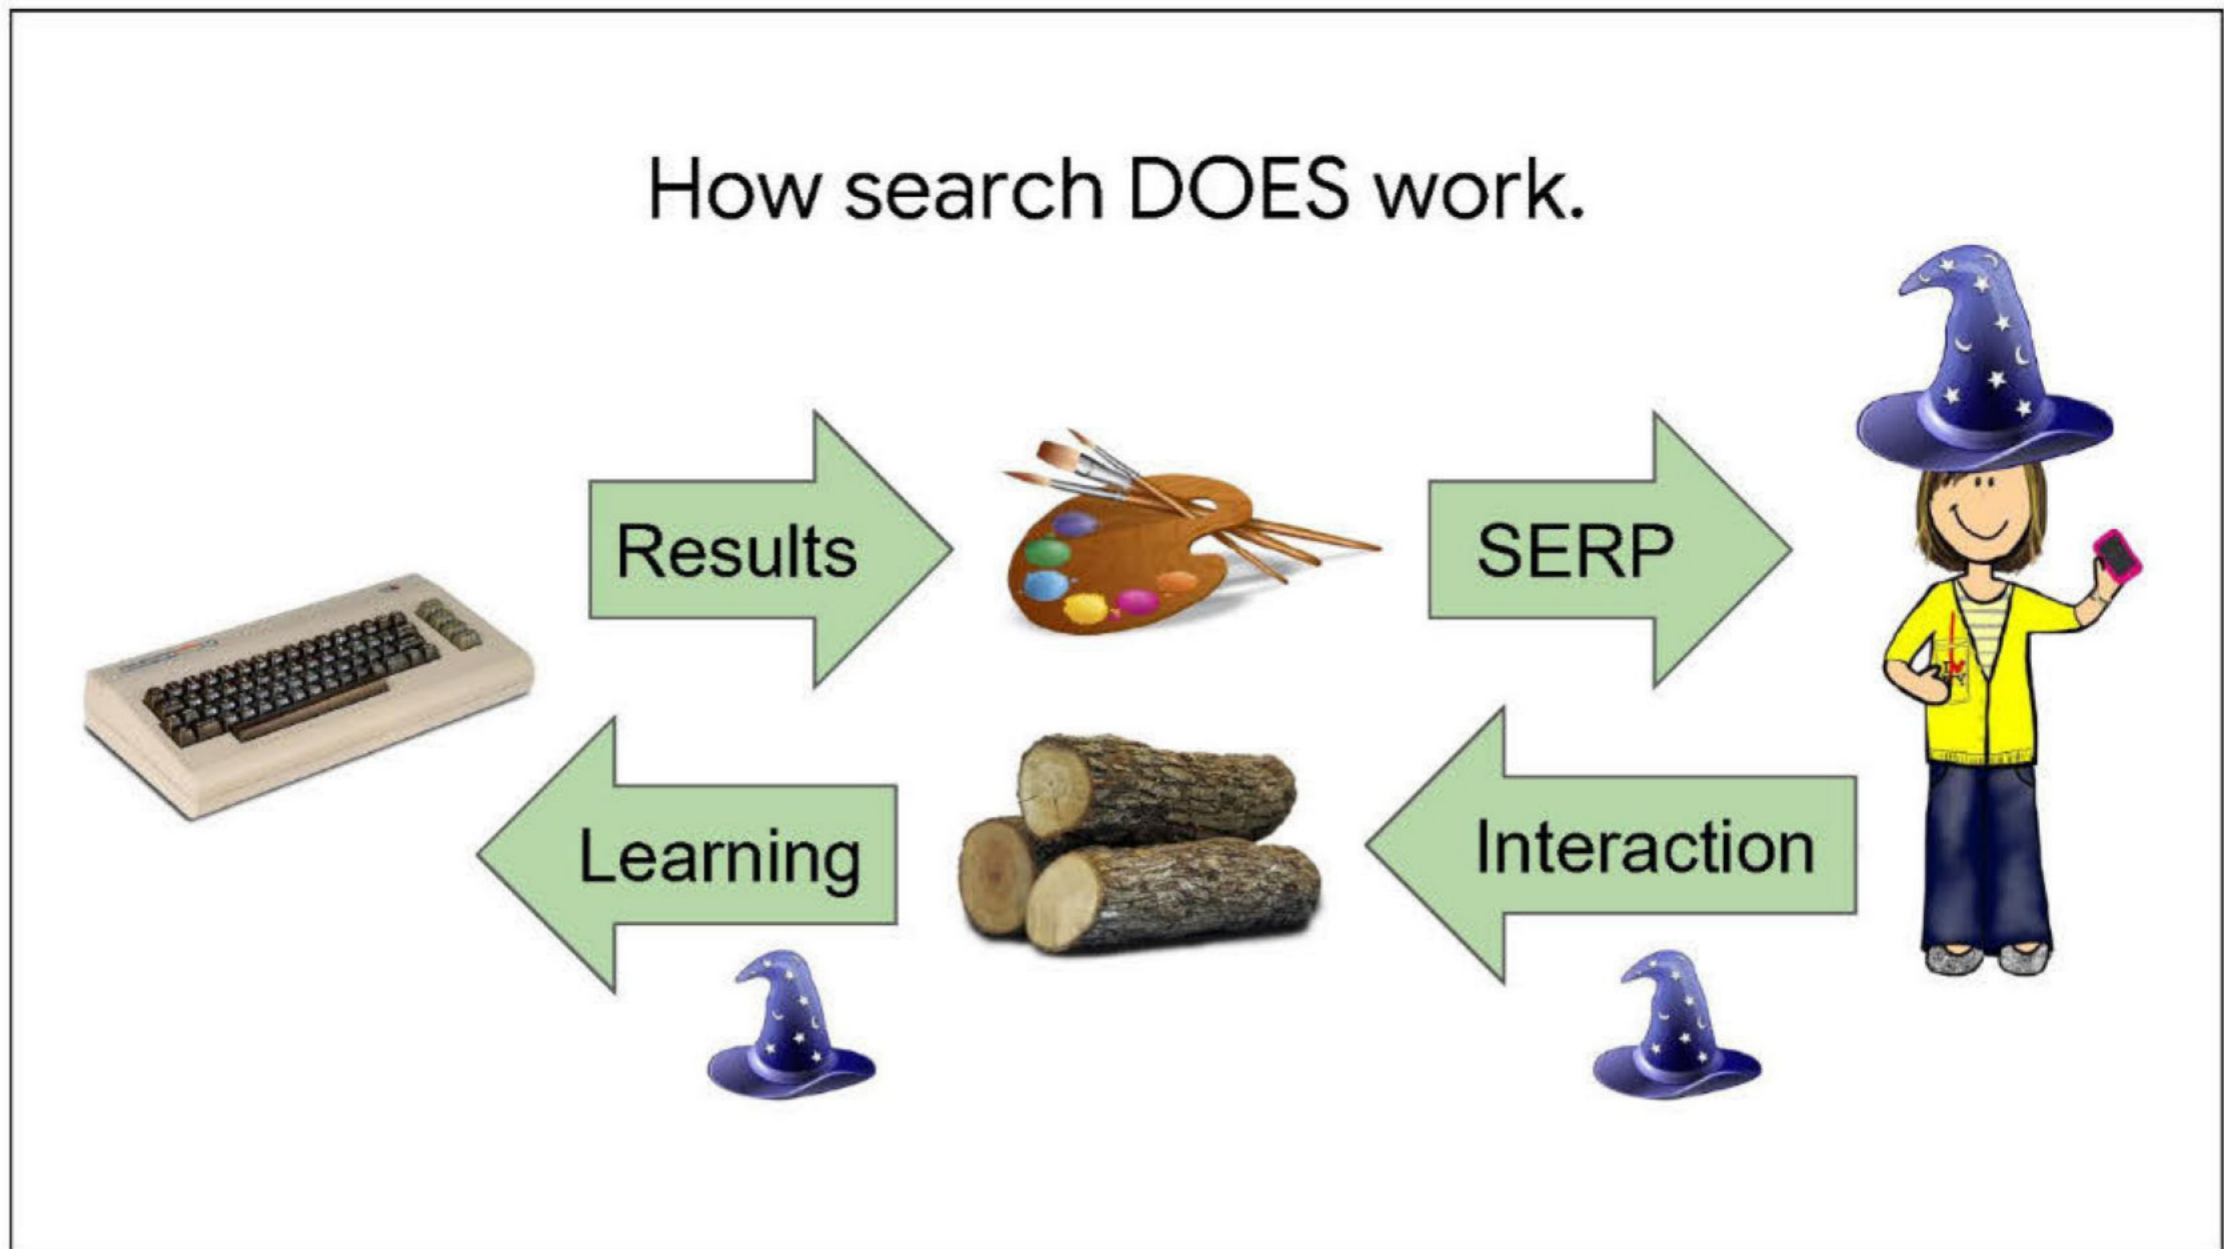 How search DOES work.
Results
SERP
Learning
Interaction